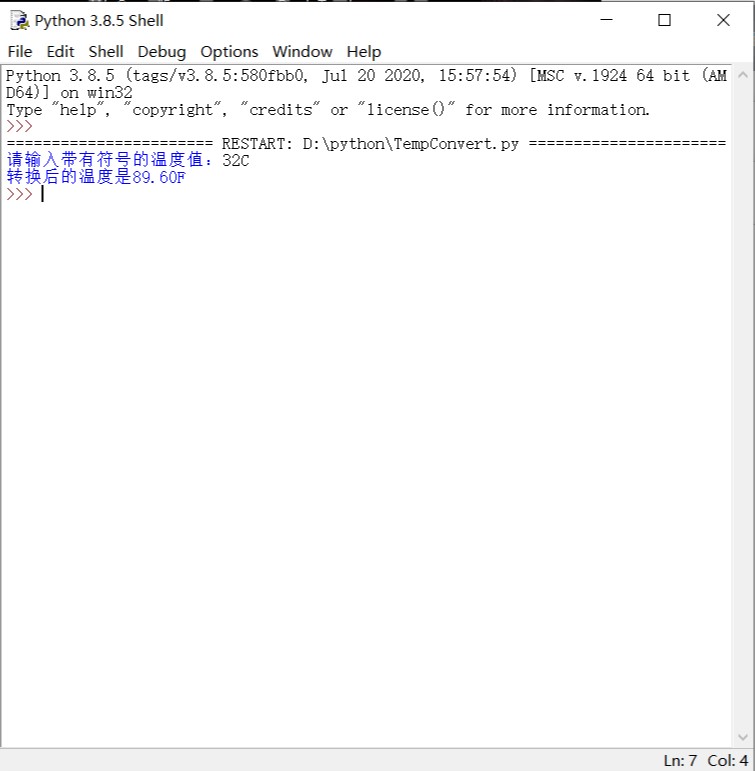 Python 3.8.5 Shell
File Edit Shell Debug Options Window Help
Python 3.8.5 (tags/v3.8.5:580fbb0, Jul 20 2020, 15:57:54) [MSC v.1924 64 bit (AM
D64)] on win32
Type "help", "copyright", "credits" or "license()" for more information.
>>>
======================= RESTART: D:\python\TempConvert.py ======================
请输入带有符号的温度值: 32C
转换后的温度是89.60F
>>>
Ln: 7 Col: 4